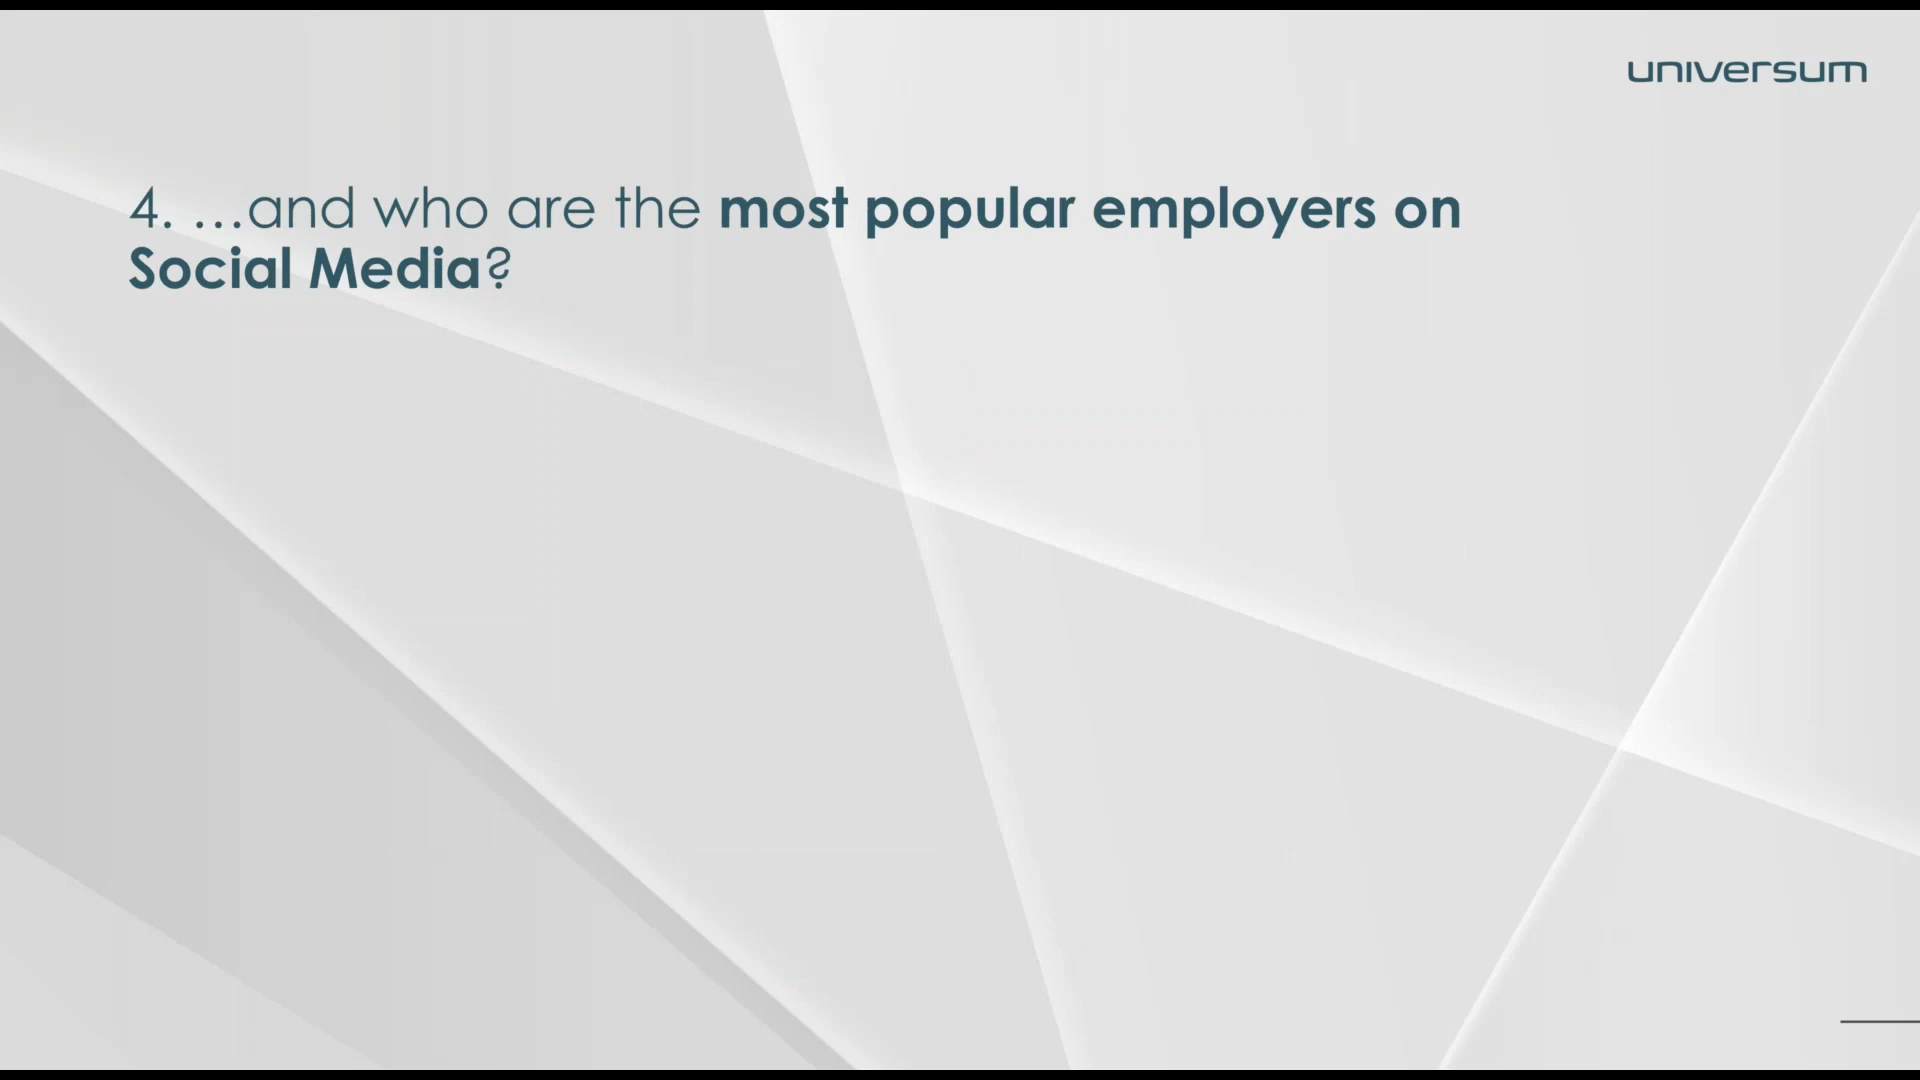 universum
4. …and who are the most popular employers on
Social Media?